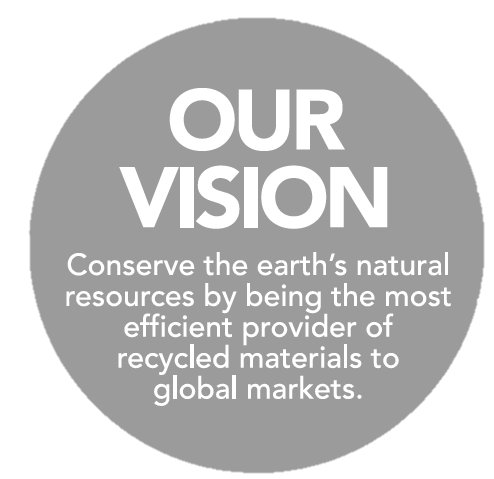 OUR
VISION
Conserve the earth’s natural
resources by being the most
efficient provider of
recycled materials to
global markets.